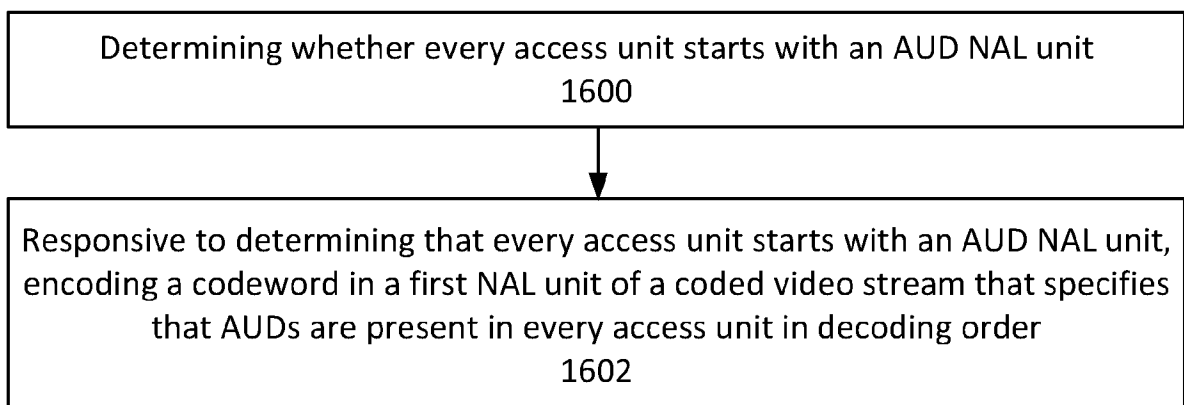 Determining whether every access unit starts with an AUD NAL unit
1600
Responsive to determining that every access unit starts with an AUD NAL unit,
encoding a codeword in a first NAL unit of a coded video stream that specifies
that AUDs are present in every access unit in decoding order
1602